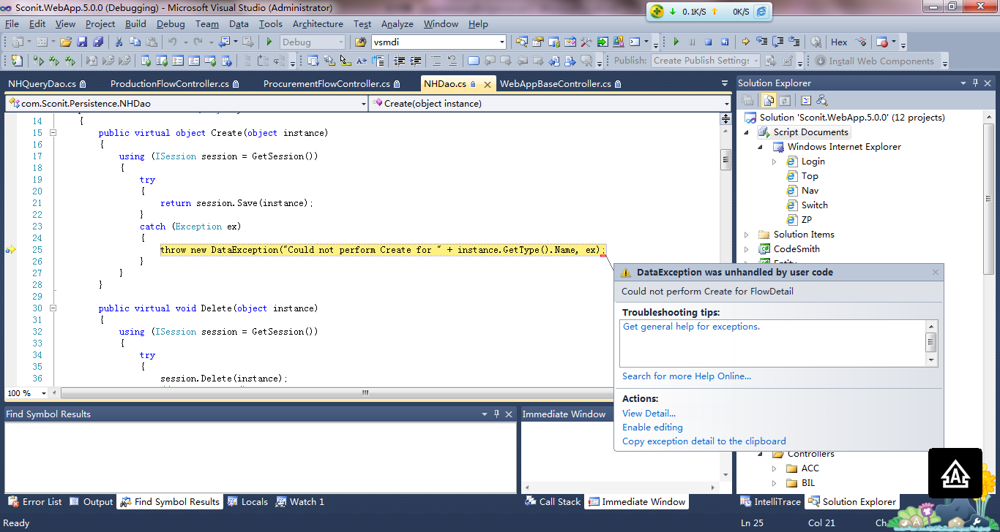 Sconit.WebApp.5.0.0 (Debugging) - Microsoft Visual Studio (Administrator)
0.1K/S 0K/S
File Edit View Project Build Debug Team Data Tools Architecture Test Analyze Window Help
Debug vsmdi Hex
Publish: Create Publish Settings Install Web Components
NHQueryDao.cs ProductionFlowController.cs ProcurementFlowController.cs NHDao.cs WebAppBaseController.cs
com.Sconit.Persistence.NHDao Create(object instance)
14 {
15 public virtual object Create(object instance)
16 {
17 using (ISession session = GetSession())
18 {
19 try
20 {
21 return session.Save(instance);
22 }
23 catch (Exception ex)
24 {
25 throw new DataException("Could not perform Create for " + instance.GetType().Name, ex);
26 }
27 }
28 }
29
30 public virtual void Delete(object instance)
31 {
32 using (ISession session = GetSession())
33 {
34 try
35 {
36 session.Delete(instance);
100 %
DataException was unhandled by user code
Could not perform Create for FlowDetail
Troubleshooting tips:
Get general help for exceptions.
Search for more Help Online...
Actions:
View Detail...
Enable editing
Copy exception detail to the clipboard
Solution Explorer
Solution 'Sconit.WebApp.5.0.0' (12 projects)
Script Documents
Windows Internet Explorer
Login
Top
Nav
Switch
ZP
Solution Items
CodeSmith
Entity
Controllers
ACC
BIL
Find Symbol Results
Immediate Window
Error List Output Find Symbol Results Locals Watch 1
Call Stack Immediate Window
IntelliTrace Solution Explorer
A
Ready Ln 25 Col 21